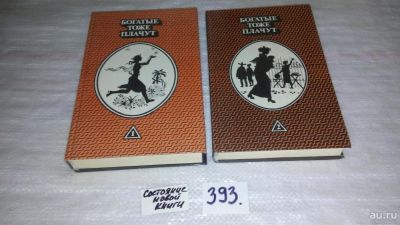 БОГАТЫЕ
ТОЖЕ
ПЛАЧУТ
1
БОГАТЫЕ
ТОЖЕ
ПЛАЧУТ
2
СОСТОЯНИЕ
НОВОЙ
КНИГИ
393.
au.ru